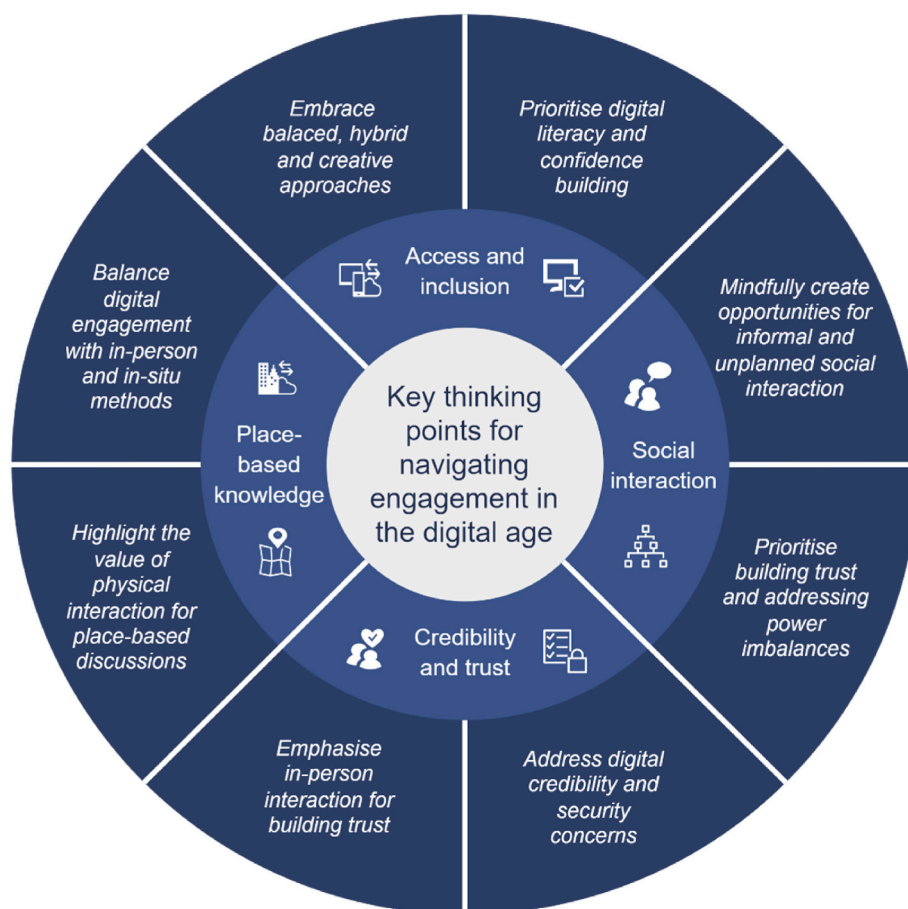 Embrace
balaced, hybrid
and creative
approaches
Prioritise digital
literacy and
confidence
building
Mindfully create
opportunities for
informal and
unplanned social
interaction
Prioritise
building trust
and addressing
power
imbalances
Address digital
credibility and
security
concerns
Emphasise
in-person
interaction for
building trust
Highlight the
value of
physical
interaction for
place-based
discussions
Balance
digital
engagement
with in-person
and in-situ
methods
Access and
inclusion
Social
interaction
Credibility
and trust
Place-
based
knowledge
Key thinking
points for
navigating
engagement in
the digital age